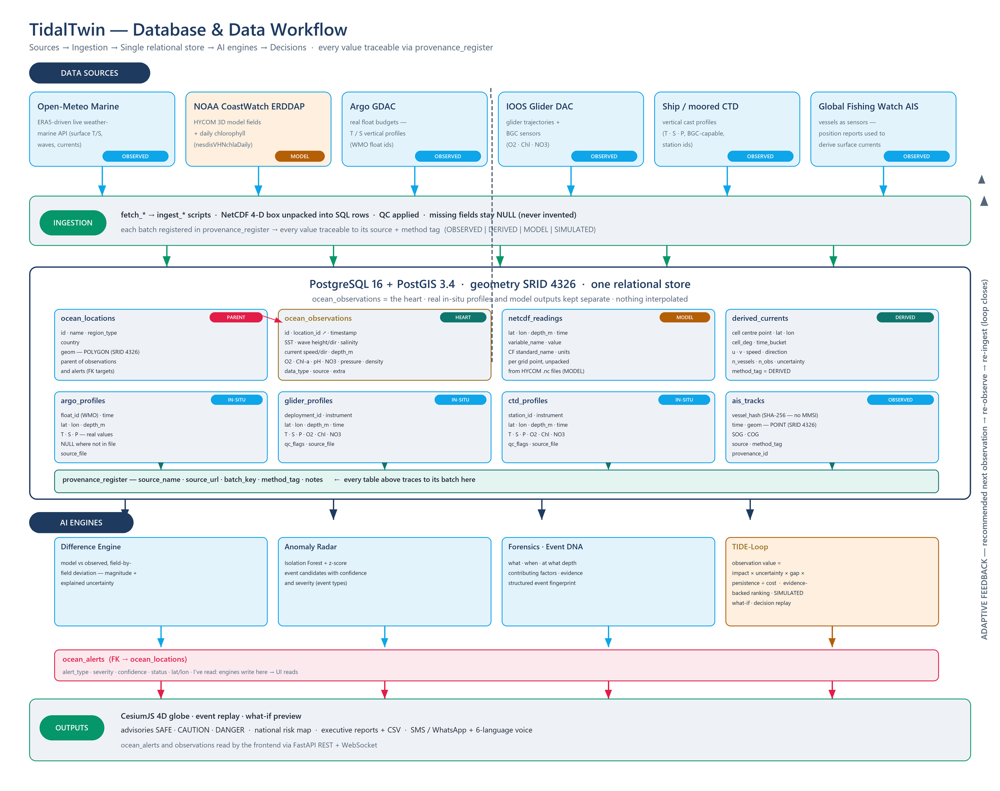 TidalTwin — Database & Data Workflow
Sources → Ingestion → Single relational store → AI engines → Decisions · every value traceable via provenance_register
DATA SOURCES
Open-Meteo Marine
ERA5-driven live weather-
marine API (surface T/S,
waves, currents)
OBSERVED
NOAA CoastWatch ERDDAP
HYCOM 3D model fields
+ daily chlorophyll
(nesdisVHNchlaDaily)
MODEL
Argo GDAC
real float budgets —
T / S vertical profiles
(WMO float ids)
OBSERVED
IOOS Glider DAC
glider trajectories +
BGC sensors
(O2 · Chl · NO3)
OBSERVED
Ship / moored CTD
vertical cast profiles
(T · S · P, BGC-capable,
station ids)
OBSERVED
Global Fishing Watch AIS
vessels as sensors —
position reports used to
derive surface currents
OBSERVED
INGESTION
fetch_* → ingest_* scripts · NetCDF 4-D box unpacked into SQL rows · QC applied · missing fields stay NULL (never invented)
each batch registered in provenance_register → every value traceable to its source + method tag (OBSERVED | DERIVED | MODEL | SIMULATED)
PostgreSQL 16 + PostGIS 3.4 · geometry SRID 4326 · one relational store
ocean_observations = the heart · real in-situ profiles and model outputs kept separate · nothing interpolated
ocean_locations
PARENT
id · name · region_type
country
geom — POLYGON (SRID 4326)
parent of observations
and alerts (FK targets)
ocean_observations
HEART
id · location_id ↗ · timestamp
SST · wave height/dir · salinity
current speed/dir · depth_m
O2 · Chl-a · pH · NO3 · pressure · density
data_type · source · extra
netcdf_readings
MODEL
lat · lon · depth_m · time
variable_name · value
CF standard_name · units
per grid point, unpacked
from HYCOM .nc files (MODEL)
derived_currents
DERIVED
cell centre point · lat · lon
cell_deg · time_bucket
u · v · speed · direction
n_vessels · n_obs · uncertainty
method_tag = DERIVED
argo_profiles
IN-SITU
float_id (WMO) · time
lat · lon · depth_m
T · S · P — real values
NULL where not in file
source_file
glider_profiles
IN-SITU
deployment_id · instrument
lat · lon · depth_m · time
T · S · P · O2 · Chl · NO3
qc_flags · source_file
ctd_profiles
IN-SITU
station_id · instrument
lat · lon · depth_m · time
T · S · P · O2 · Chl · NO3
qc_flags · source_file
ais_tracks
OBSERVED
vessel_hash (SHA-256 — no MMSI)
time · geom — POINT (SRID 4326)
SOG · COG
source · method_tag
provenance_id
provenance_register — source_name · source_url · batch_key · method_tag · notes ← every table above traces to its batch here
AI ENGINES
Difference Engine
model vs observed, field-by-
field deviation — magnitude +
explained uncertainty
Anomaly Radar
Isolation Forest + z-score
event candidates with confidence
and severity (event types)
Forensics · Event DNA
what · when · at what depth
contributing factors · evidence
structured event fingerprint
TIDE-Loop
observation value =
impact × uncertainty × gap ×
persistence ÷ cost · evidence-
backed ranking · SIMULATED
what-if · decision replay
ocean_alerts (FK → ocean_locations)
alert_type · severity · confidence · status · lat/lon · I've read: engines write here → UI reads
OUTPUTS
CesiumJS 4D globe · event replay · what-if preview
advisories SAFE · CAUTION · DANGER · national risk map · executive reports + CSV · SMS / WhatsApp + 6-language voice
ocean_alerts and observations read by the frontend via FastAPI REST + WebSocket
ADAPTIVE FEEDBACK — recommended next observation → re-observe → re-ingest (loop closes)